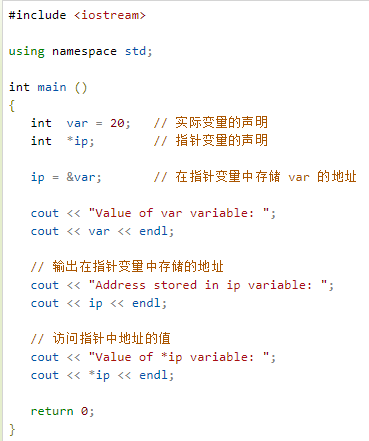 #include <iostream>
using namespace std;
int main ()
{
int  var = 20;   // 实际变量的声明
int  *ip;        // 指针变量的声明
ip = &var;       // 在指针变量中存储 var 的地址
cout << "Value of var variable: ";
cout << var << endl;
// 输出在指针变量中存储的地址
cout << "Address stored in ip variable: ";
cout << ip << endl;
// 访问指针中地址的值
cout << "Value of *ip variable: ";
cout << *ip << endl;
return 0;
}